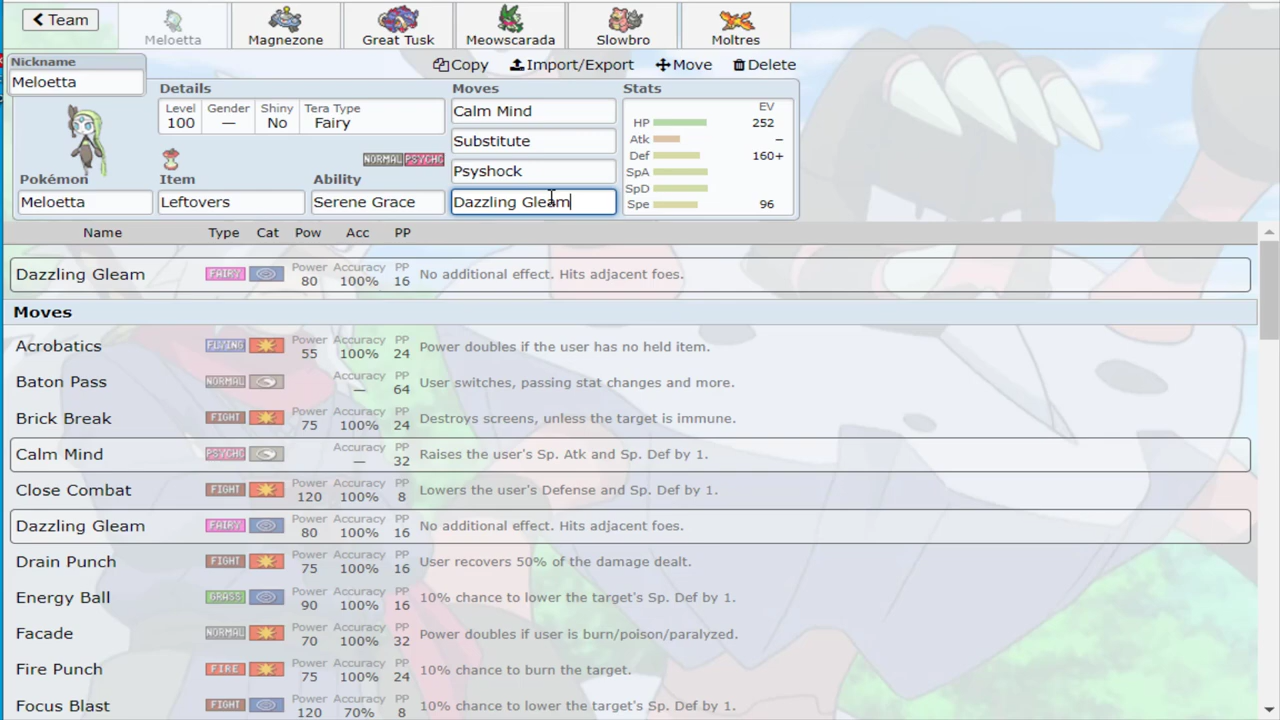 Team
Meloetta
Magnezone
Great Tusk
Meowscarada
Slowbro
Moltres
Copy
Import/Export
Move
Delete
Nickname
Meloetta
Details
Level
100
Gender
—
Shiny
No
Tera Type
Fairy
NORMAL PSYCHC
Pokémon
Meloetta
Item
Leftovers
Ability
Serene Grace
Moves
Calm Mind
Substitute
Psyshock
Dazzling Gleam
Stats
EV
HP 252
Atk –
Def 160+
SpA
SpD
Spe 96
Name Type Cat Pow Acc PP
Dazzling Gleam FAIRY Power 80 Accuracy 100% PP 16 No additional effect. Hits adjacent foes.
Moves
Acrobatics FLYING Power 55 Accuracy 100% PP 24 Power doubles if the user has no held item.
Baton Pass NORMAL Accuracy — PP 64 User switches, passing stat changes and more.
Brick Break FIGHT Power 75 Accuracy 100% PP 24 Destroys screens, unless the target is immune.
Calm Mind PSYCHC Accuracy — PP 32 Raises the user's Sp. Atk and Sp. Def by 1.
Close Combat FIGHT Power 120 Accuracy 100% PP 8 Lowers the user's Defense and Sp. Def by 1.
Dazzling Gleam FAIRY Power 80 Accuracy 100% PP 16 No additional effect. Hits adjacent foes.
Drain Punch FIGHT Power 75 Accuracy 100% PP 16 User recovers 50% of the damage dealt.
Energy Ball GRASS Power 90 Accuracy 100% PP 16 10% chance to lower the target's Sp. Def by 1.
Facade NORMAL Power 70 Accuracy 100% PP 32 Power doubles if user is burn/poison/paralyzed.
Fire Punch FIRE Power 75 Accuracy 100% PP 24 10% chance to burn the target.
Focus Blast FIGHT Power 120 Accuracy 70% PP 8 10% chance to lower the target's Sp. Def by 1.